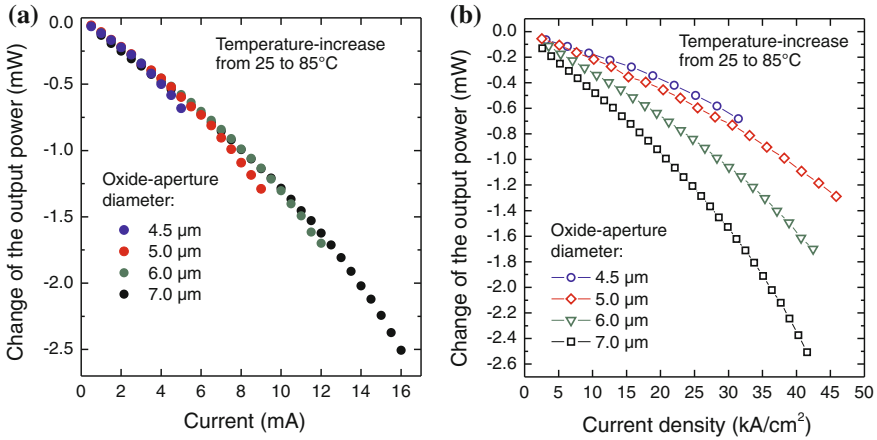 (a)
0.0
-0.5
-1.0
-1.5
-2.0
-2.5
Change of the output power (mW)
Temperature-increase
from 25 to 85°C
Oxide-aperture
diameter:
4.5 µm
5.0 µm
6.0 µm
7.0 µm
0 2 4 6 8 10 12 14 16
Current (mA)
(b)
0.0
-0.2
-0.4
-0.6
-0.8
-1.0
-1.2
-1.4
-1.6
-1.8
-2.0
-2.2
-2.4
-2.6
Change of the output power (mW)
Temperature-increase
from 25 to 85°C
Oxide-aperture
diameter:
4.5 µm
5.0 µm
6.0 µm
7.0 µm
0 5 10 15 20 25 30 35 40 45 50
Current density (kA/cm²)